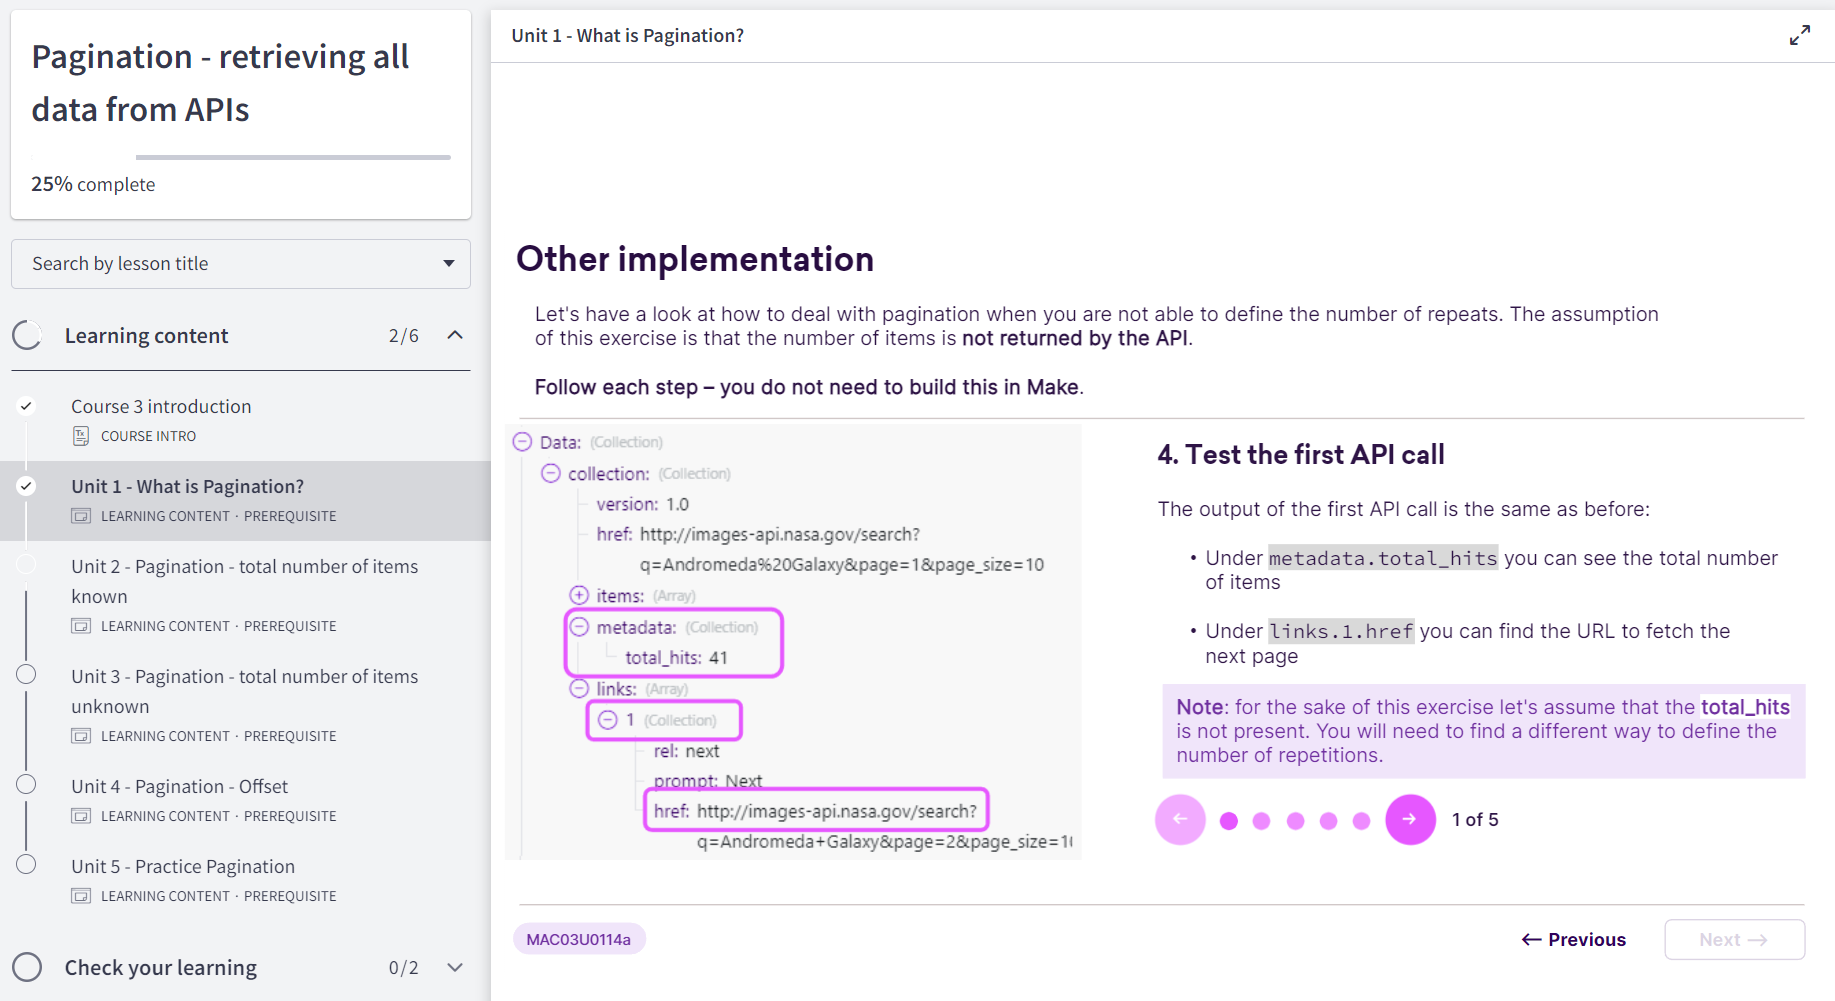 Pagination - retrieving all
data from APIs
25% complete
Search by lesson title
Learning content 2/6
Course 3 introduction
COURSE INTRO
Unit 1 - What is Pagination?
LEARNING CONTENT · PREREQUISITE
Unit 2 - Pagination - total number of items
known
LEARNING CONTENT · PREREQUISITE
Unit 3 - Pagination - total number of items
unknown
LEARNING CONTENT · PREREQUISITE
Unit 4 - Pagination - Offset
LEARNING CONTENT · PREREQUISITE
Unit 5 - Practice Pagination
LEARNING CONTENT · PREREQUISITE
Check your learning 0/2
Unit 1 - What is Pagination?
Other implementation
Let's have a look at how to deal with pagination when you are not able to define the number of repeats. The assumption
of this exercise is that the number of items is not returned by the API.
Follow each step – you do not need to build this in Make.
Data: (Collection)
collection: (Collection)
version: 1.0
href: http://images-api.nasa.gov/search?
q=Andromeda%20Galaxy&page=1&page_size=10
items: (Array)
metadata: (Collection)
total_hits: 41
links: (Array)
1 (Collection)
rel: next
prompt: Next
href: http://images-api.nasa.gov/search?
q=Andromeda+Galaxy&page=2&page_size=1
4. Test the first API call
The output of the first API call is the same as before:
• Under metadata.total_hits you can see the total number
of items
• Under links.1.href you can find the URL to fetch the
next page
Note: for the sake of this exercise let's assume that the total_hits
is not present. You will need to find a different way to define the
number of repetitions.
1 of 5
MAC03U0114a
← Previous
Next →